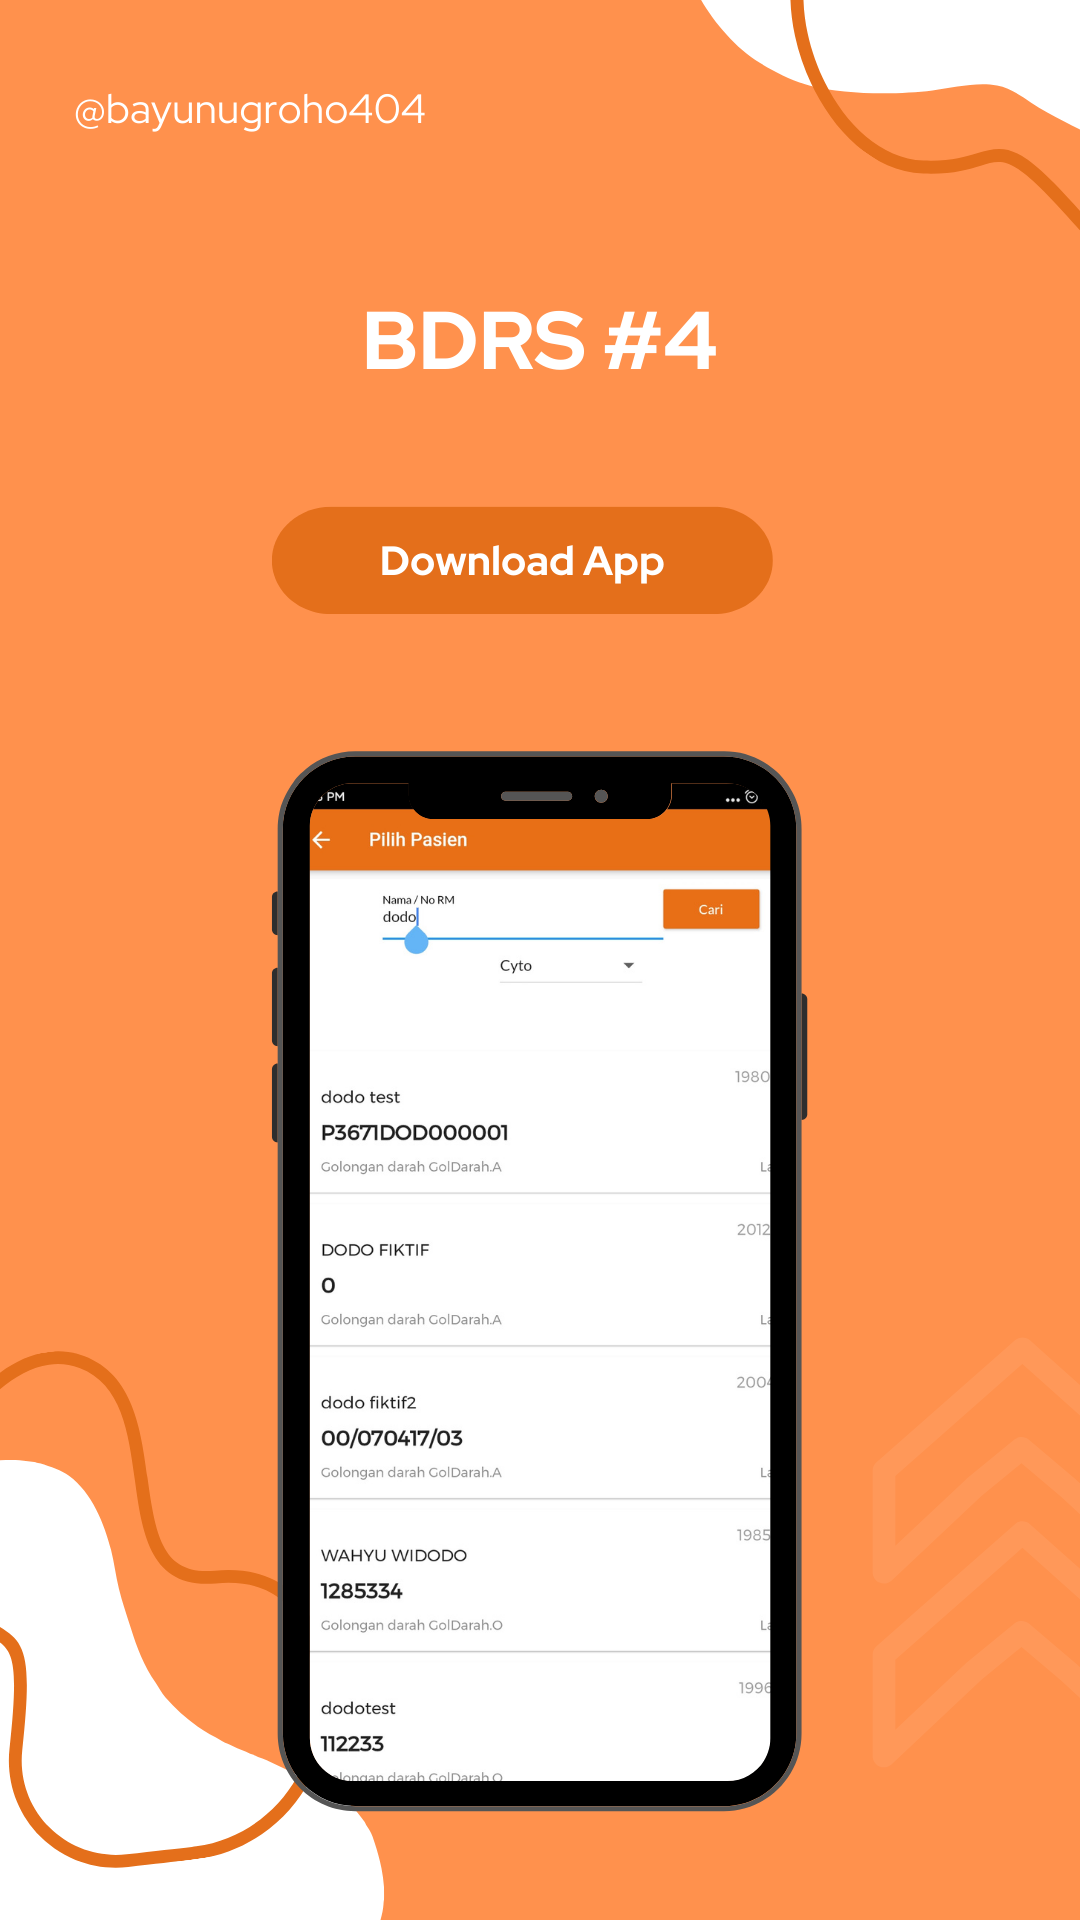 @bayunugroho404
BDRS #4
Download App
PM
Pilih Pasien
Nama / No RM
dodo
Cari
Cyto
1980
dodo test
P3671DOD000001
Golongan darah GolDarah.A
La
2012
DODO FIKTIF
0
Golongan darah GolDarah.A
La
2004
dodo fiktif2
00/070417/03
Golongan darah GolDarah.A
La
1985
WAHYU WIDODO
1285334
Golongan darah GolDarah.O
La
1996
dodotest
112233
olongan darah GolDarah.O